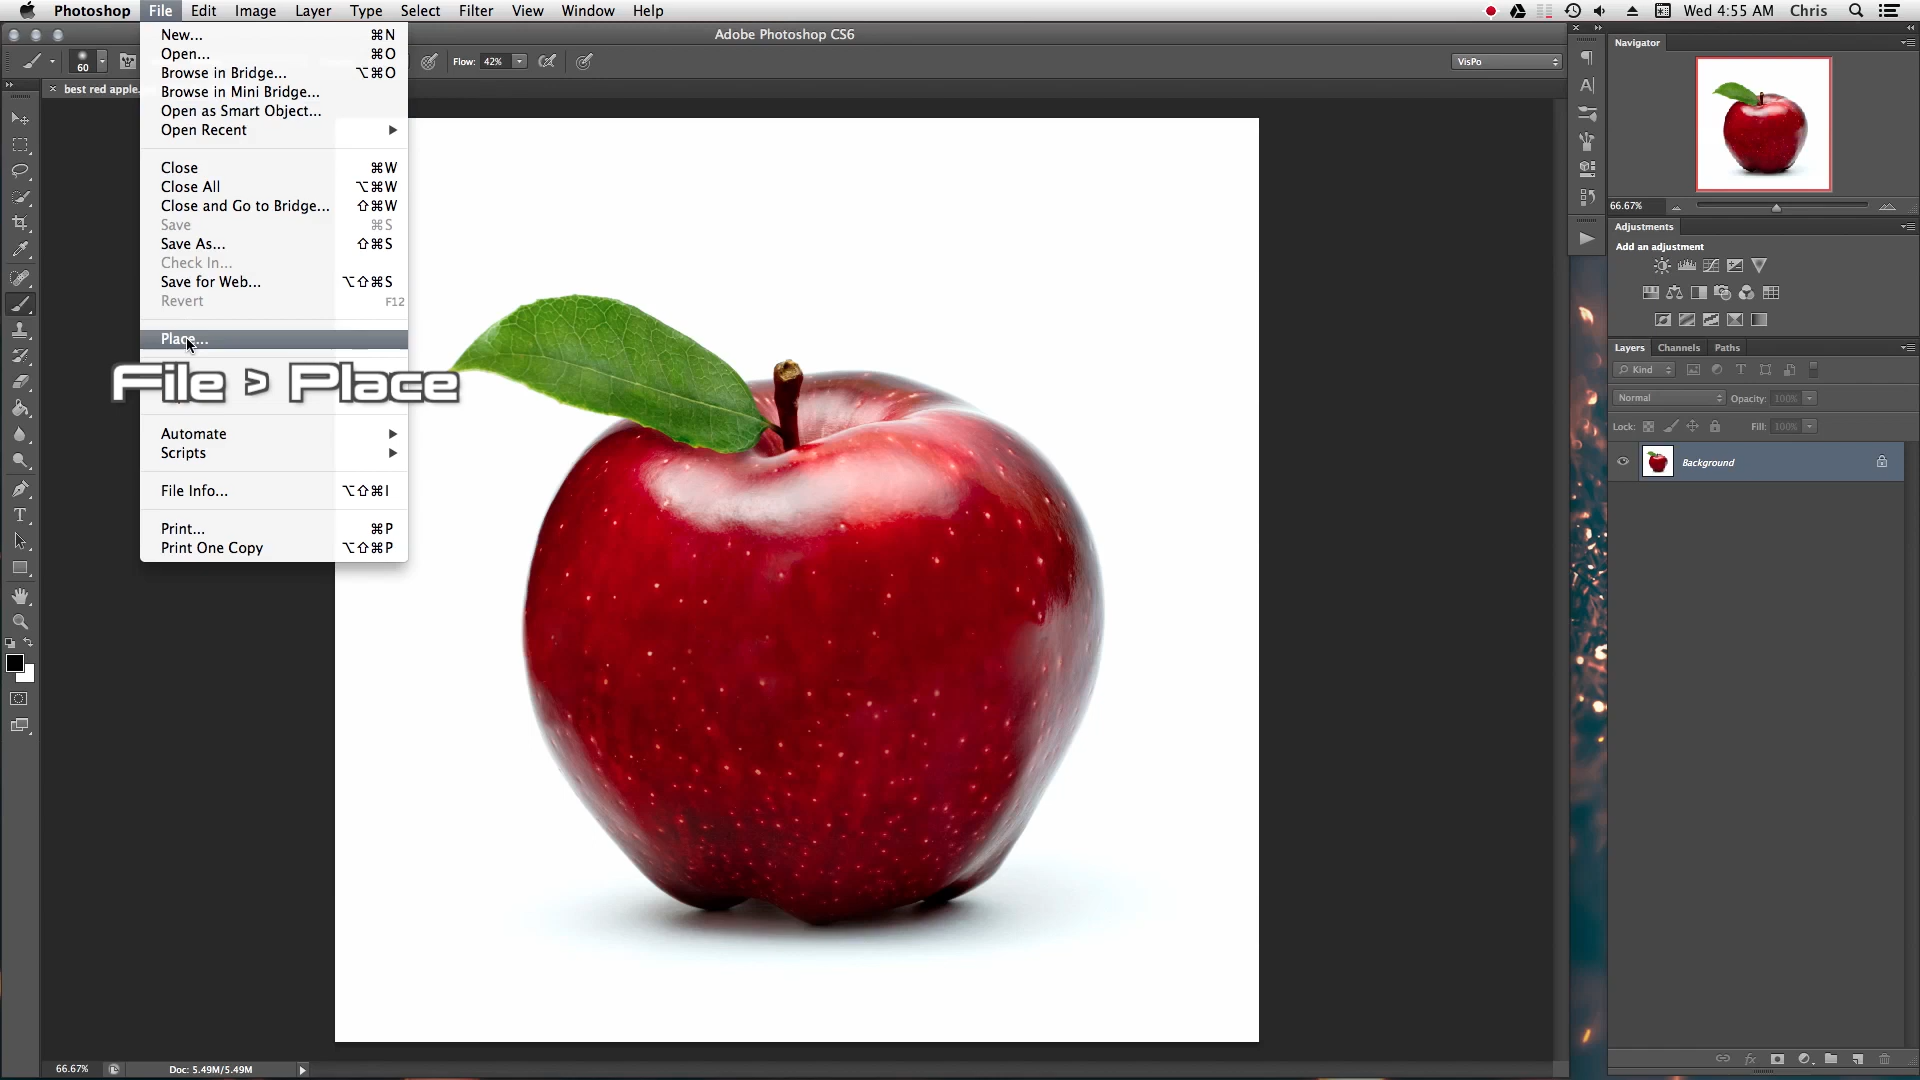 Photoshop File Edit Image Layer Type Select Filter View Window Help Wed 4:55 AM Chris
Adobe Photoshop CS6
New... ⌘N
Open... ⌘O
Browse in Bridge... ⌥⌘O
Browse in Mini Bridge...
Open as Smart Object...
Open Recent
Close ⌘W
Close All ⌥⌘W
Close and Go to Bridge... ⇧⌘W
Save ⌘S
Save As... ⇧⌘S
Check In...
Save for Web... ⌥⇧⌘S
Revert F12
Place...
File > Place
Automate
Scripts
File Info... ⌥⇧⌘I
Print... ⌘P
Print One Copy ⌥⇧⌘P
60
Flow: 42%
VisPo
best red apple.
Navigator
66.67%
Adjustments
Add an adjustment
Layers Channels Paths
Kind
Normal Opacity: 100%
Lock: Fill: 100%
Background
66.67% Doc: 5.49M/5.49M